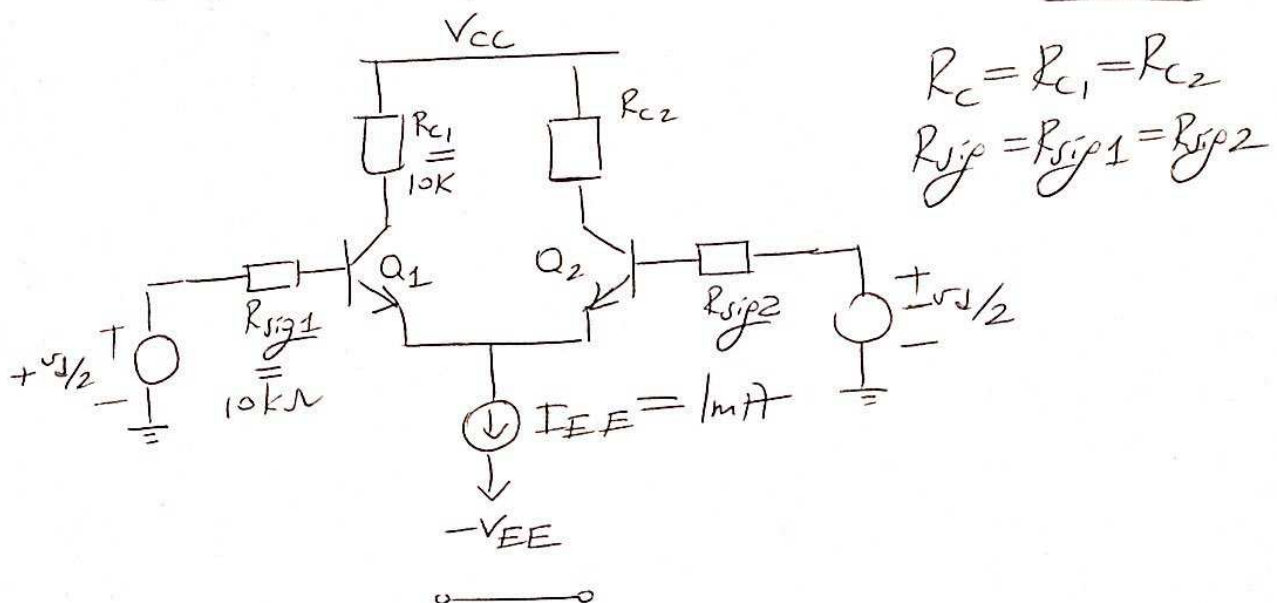 VCC
RC1
=
10K
RC2
RC = RC1 = RC2
Rsig = Rsig1 = Rsig2
Q1
Q2
Rsig1
=
10KΩ
Rsig2
+
+vd/2
−
+
−vd/2
−
IEE = 1mA
−VEE